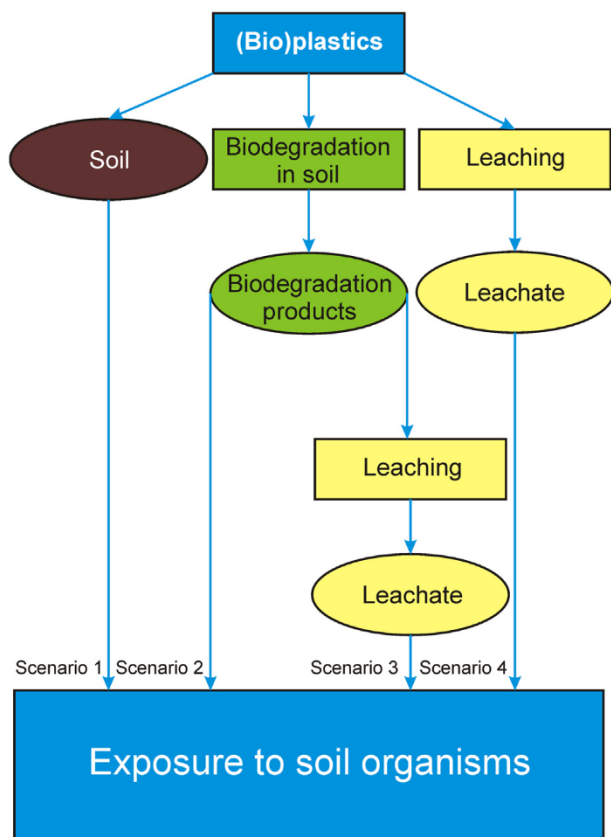 (Bio)plastics
Soil
Biodegradation
in soil
Leaching
Biodegradation
products
Leachate
Leaching
Leachate
Scenario 1
Scenario 2
Scenario 3
Scenario 4
Exposure to soil organisms